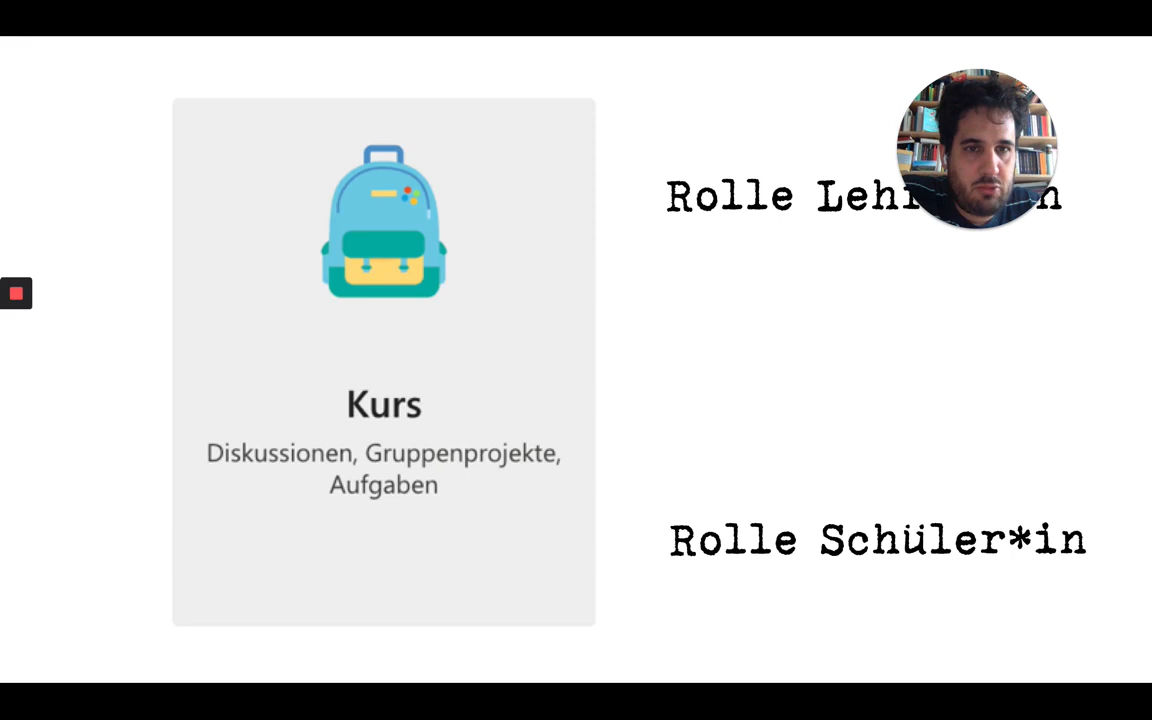 Rolle
Kurs
Diskussionen, Gruppenprojekte,
Aufgaben
Rolle Schüler*in